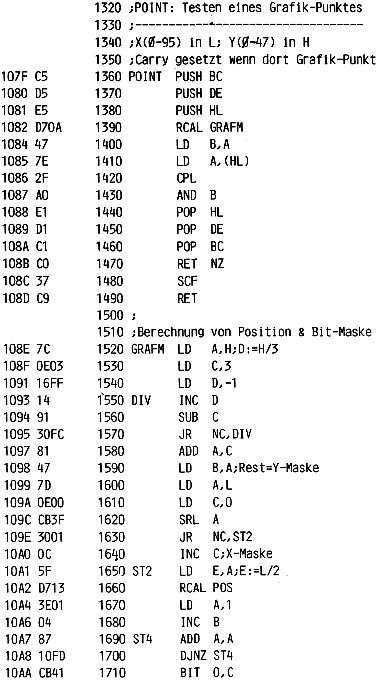 1320 ;POINT: Testen eines Grafik-Punktes
1330 ;---------------------------------
1340 ;X(0-95) in L; Y(0-47) in H
1350 ;Carry gesetzt wenn dort Grafik-Punkt
107F C5 1360 POINT PUSH BC
1080 D5 1370 PUSH DE
1081 E5 1380 PUSH HL
1082 D70A 1390 RCAL GRAFM
1084 47 1400 LD B,A
1085 7E 1410 LD A,(HL)
1086 2F 1420 CPL
1087 A0 1430 AND B
1088 E1 1440 POP HL
1089 D1 1450 POP DE
108A C1 1460 POP BC
108B C0 1470 RET NZ
108C 37 1480 SCF
108D C9 1490 RET
1500 ;
1510 ;Berechnung von Position & Bit-Maske
108E 7C 1520 GRAFM LD A,H;D:=H/3
108F 0E03 1530 LD C,3
1091 16FF 1540 LD D,-1
1093 14 1550 DIV INC D
1094 91 1560 SUB C
1095 30FC 1570 JR NC,DIV
1097 81 1580 ADD A,C
1098 47 1590 LD B,A;Rest=Y-Maske
1099 7D 1600 LD A,L
109A 0E00 1610 LD C,0
109C CB3F 1620 SRL A
109E 3001 1630 JR NC,ST2
10A0 0C 1640 INC C;X-Maske
10A1 5F 1650 ST2 LD E,A;E:=L/2
10A2 D713 1660 RCAL POS
10A4 3E01 1670 LD A,1
10A6 04 1680 INC B
10A7 87 1690 ST4 ADD A,A
10A8 10FD 1700 DJNZ ST4
10AA CB41 1710 BIT 0,C